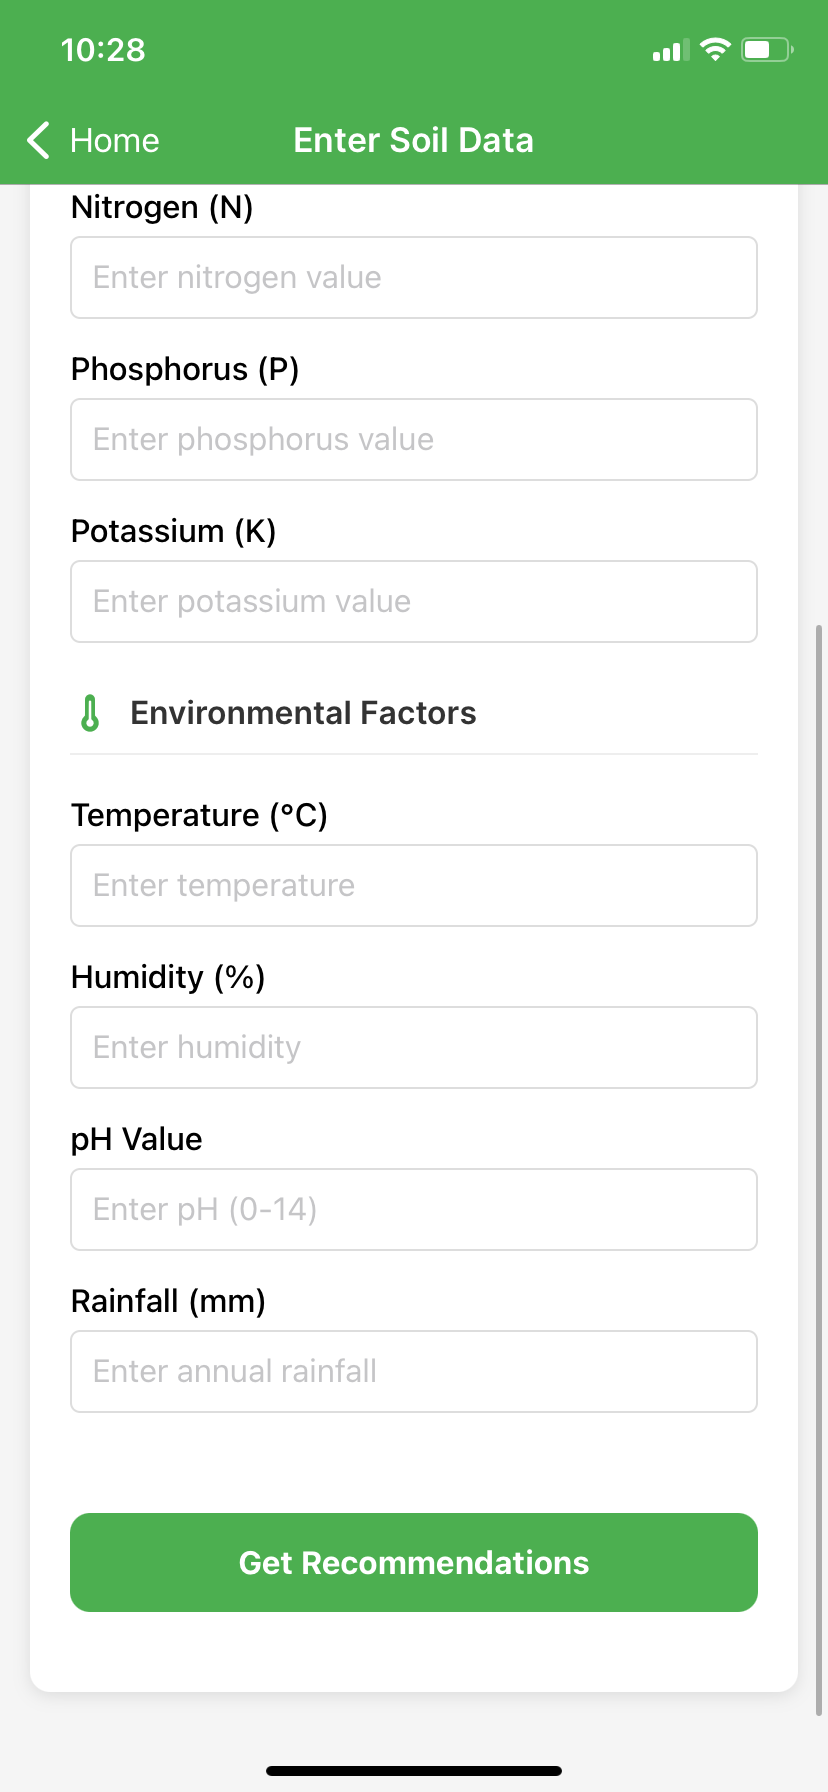 10:28
Home
Enter Soil Data
Nitrogen (N)
Enter nitrogen value
Phosphorus (P)
Enter phosphorus value
Potassium (K)
Enter potassium value
Environmental Factors
Temperature (°C)
Enter temperature
Humidity (%)
Enter humidity
pH Value
Enter pH (0-14)
Rainfall (mm)
Enter annual rainfall
Get Recommendations